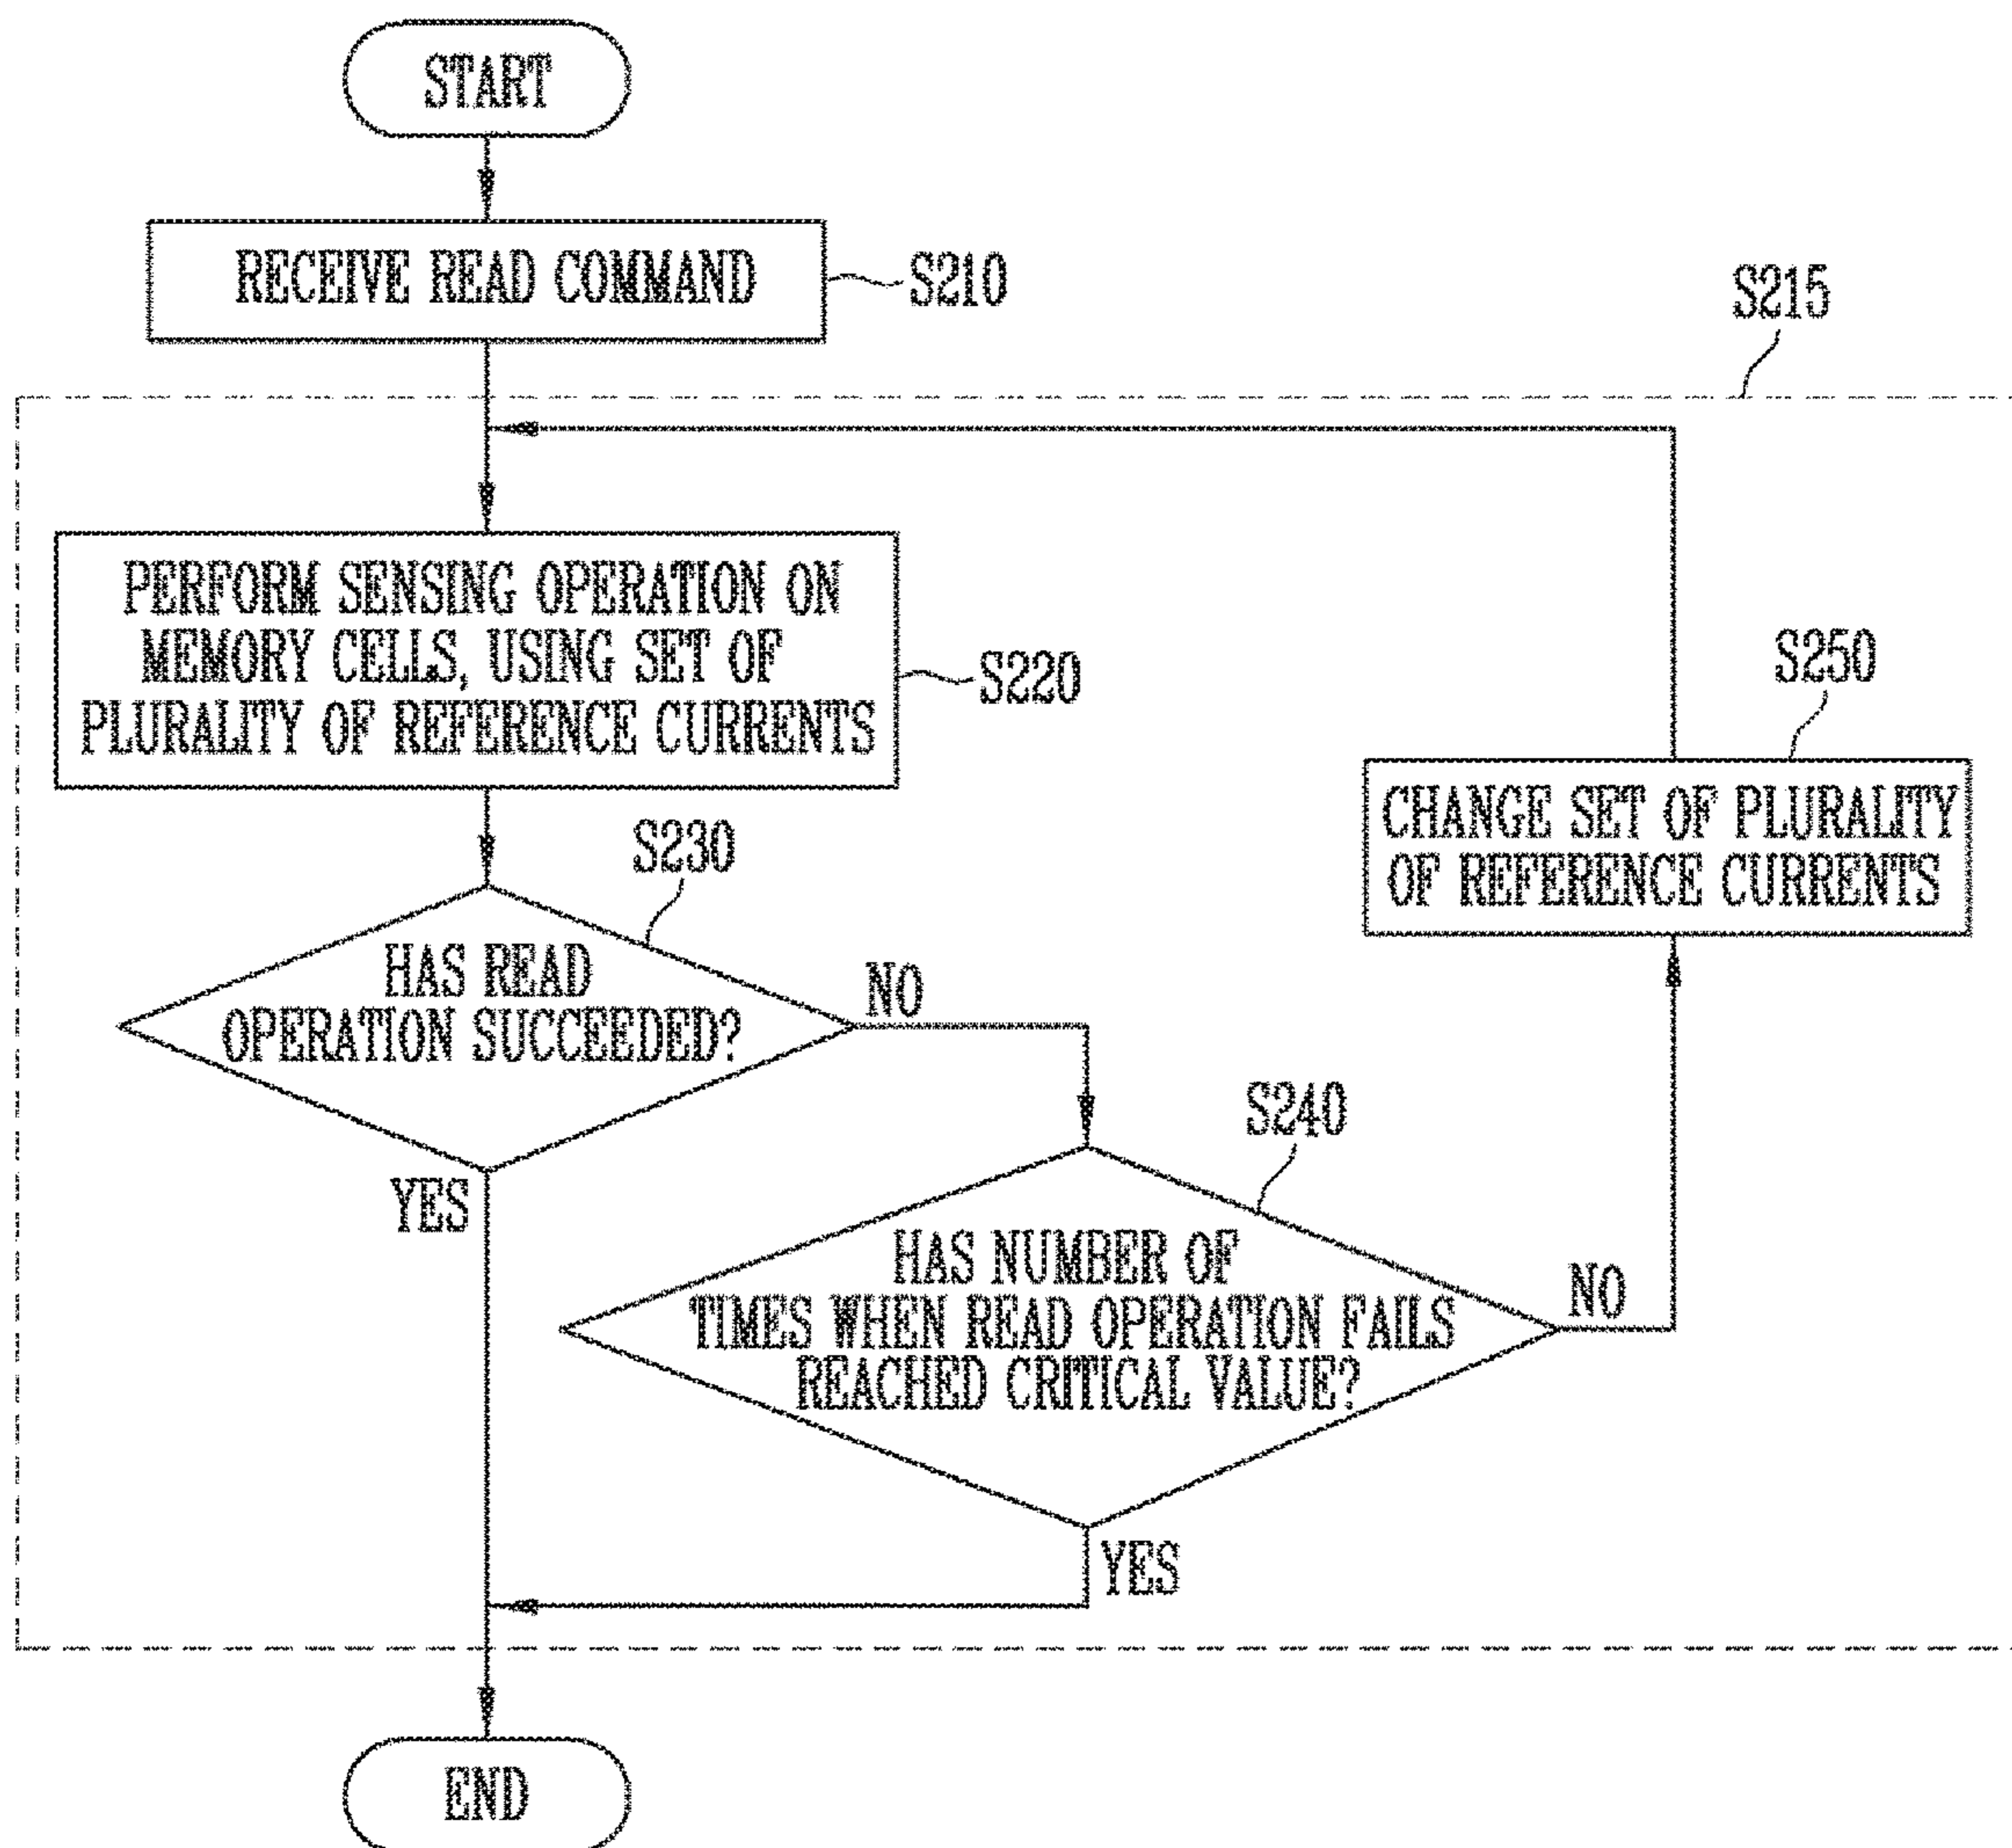 START
RECEIVE READ COMMAND
S210
S215
PERFORM SENSING OPERATION ON
MEMORY CELLS, USING SET OF
PLURALITY OF REFERENCE CURRENTS
S220
S250
CHANGE SET OF PLURALITY
OF REFERENCE CURRENTS
S230
HAS READ
OPERATION SUCCEEDED?
NO
YES
S240
HAS NUMBER OF
TIMES WHEN READ OPERATION FAILS
REACHED CRITICAL VALUE?
NO
YES
END